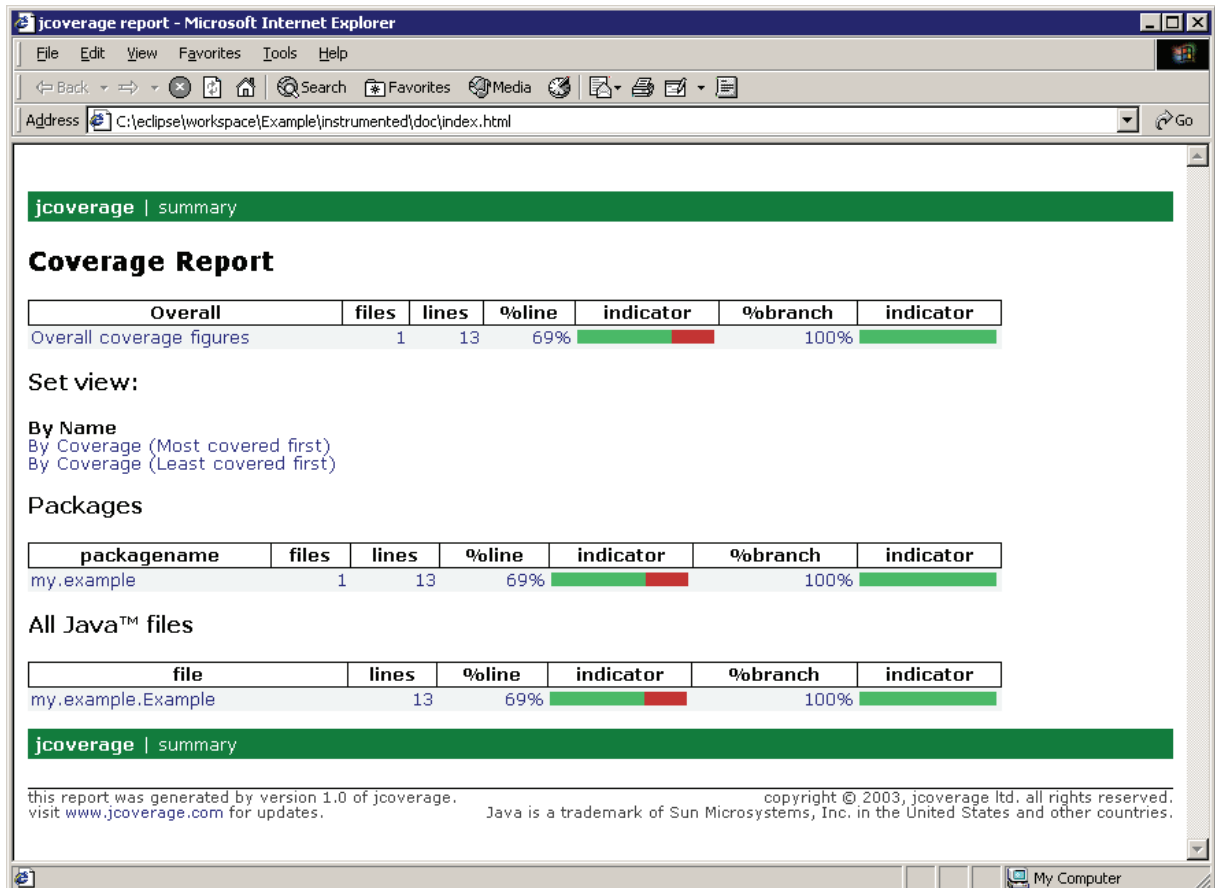 jcoverage report - Microsoft Internet Explorer
File Edit View Favorites Tools Help
Back Search Favorites Media
Address C:\eclipse\workspace\Example\instrumented\doc\index.html Go
jcoverage | summary
Coverage Report
Overall files lines %line indicator %branch indicator
Overall coverage figures 1 13 69% 100%
Set view:
By Name
By Coverage (Most covered first)
By Coverage (Least covered first)
Packages
packagename files lines %line indicator %branch indicator
my.example 1 13 69% 100%
All Java™ files
file lines %line indicator %branch indicator
my.example.Example 13 69% 100%
jcoverage | summary
this report was generated by version 1.0 of jcoverage. copyright © 2003, jcoverage ltd. all rights reserved.
visit www.jcoverage.com for updates. Java is a trademark of Sun Microsystems, Inc. in the United States and other countries.
My Computer